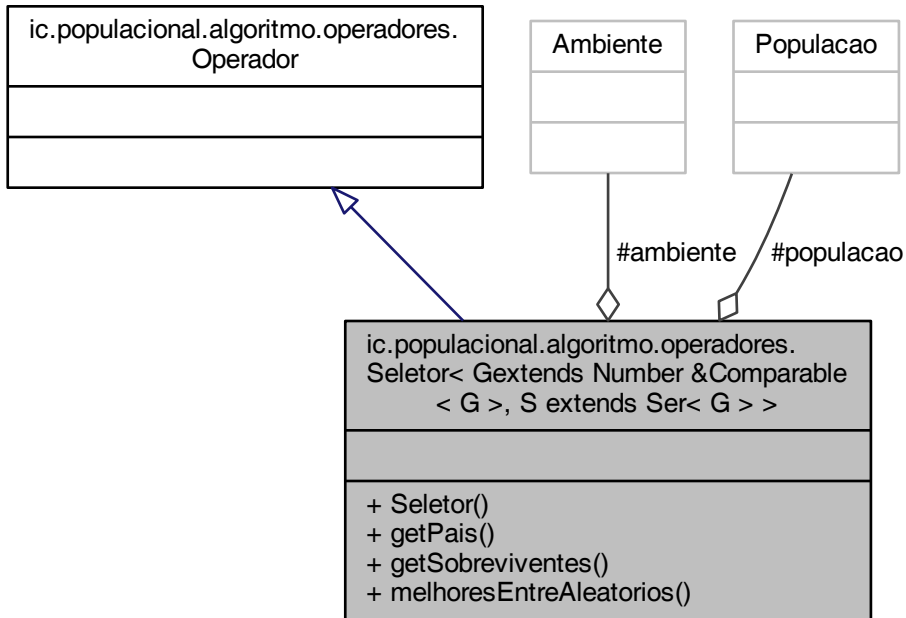 ic.populacional.algoritmo.operadores.
Operador
Ambiente
Populacao
#ambiente
#populacao
ic.populacional.algoritmo.operadores.
Seletor< Gextends Number &Comparable
< G >, S extends Ser< G > >
+ Seletor()
+ getPais()
+ getSobreviventes()
+ melhoresEntreAleatorios()